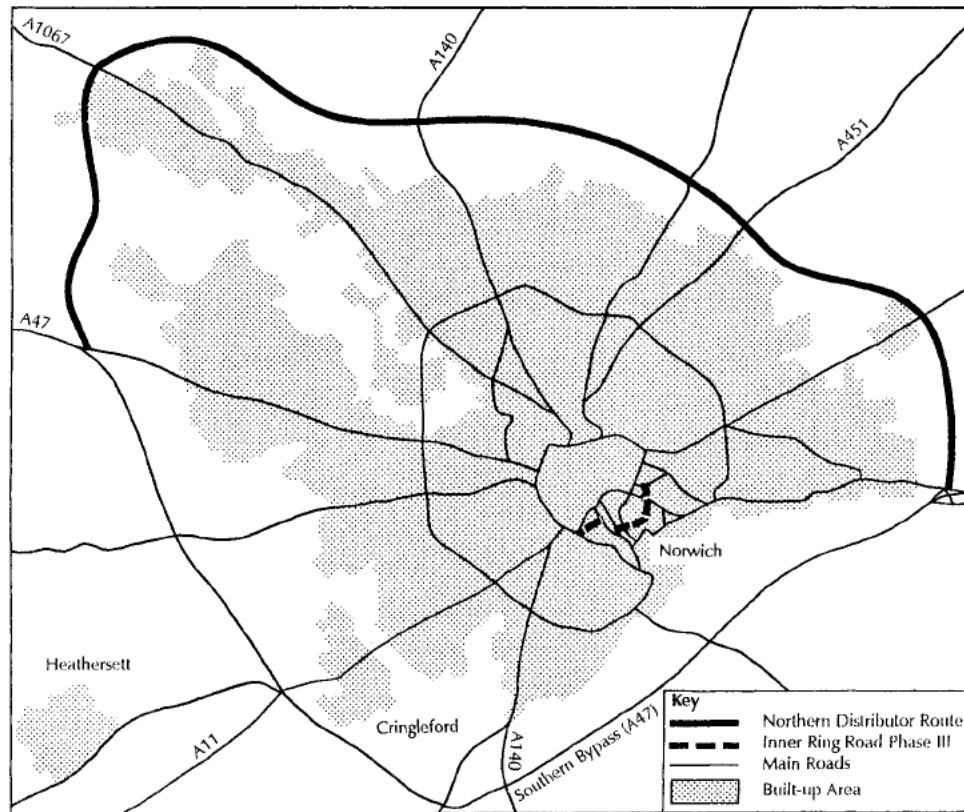 A1067
A140
A451
A47
Norwich
Heathersett
Cringleford
A11
A140
Southern Bypass (A47)
Key
Northern Distributor Route
Inner Ring Road Phase III
Main Roads
Built-up Area